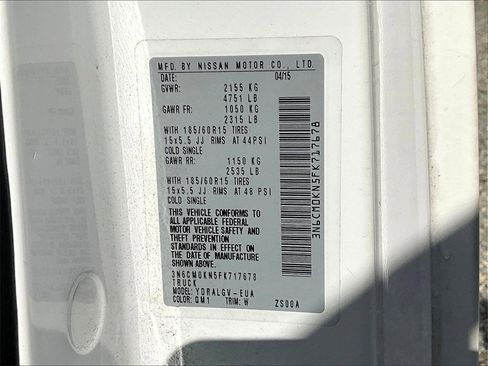 MFD. BY NISSAN MOTOR CO., LTD.
DATE: 04/15
GVWR: 2155 KG
4751 LB
GAWR FR: 1050 KG
2315 LB
WITH 185/60R15 TIRES
15x5.5 JJ RIMS AT 44PSI
COLD SINGLE
GAWR RR: 1150 KG
2535 LB
WITH 185/60R15 TIRES
15x5.5 JJ RIMS AT 48 PSI
COLD SINGLE
THIS VEHICLE CONFORMS TO
ALL APPLICABLE FEDERAL
MOTOR VEHICLE SAFETY AND
THEFT PREVENTION
STANDARDS IN EFFECT ON
THE DATE OF MANUFACTURE
SHOWN ABOVE.
3N6CM0KN5FK717678
TRUCK
MODEL: YDRALGV-EUA
COLOR: QM1 TRIM: W ZS00A
3N6CM0KN5FK717678